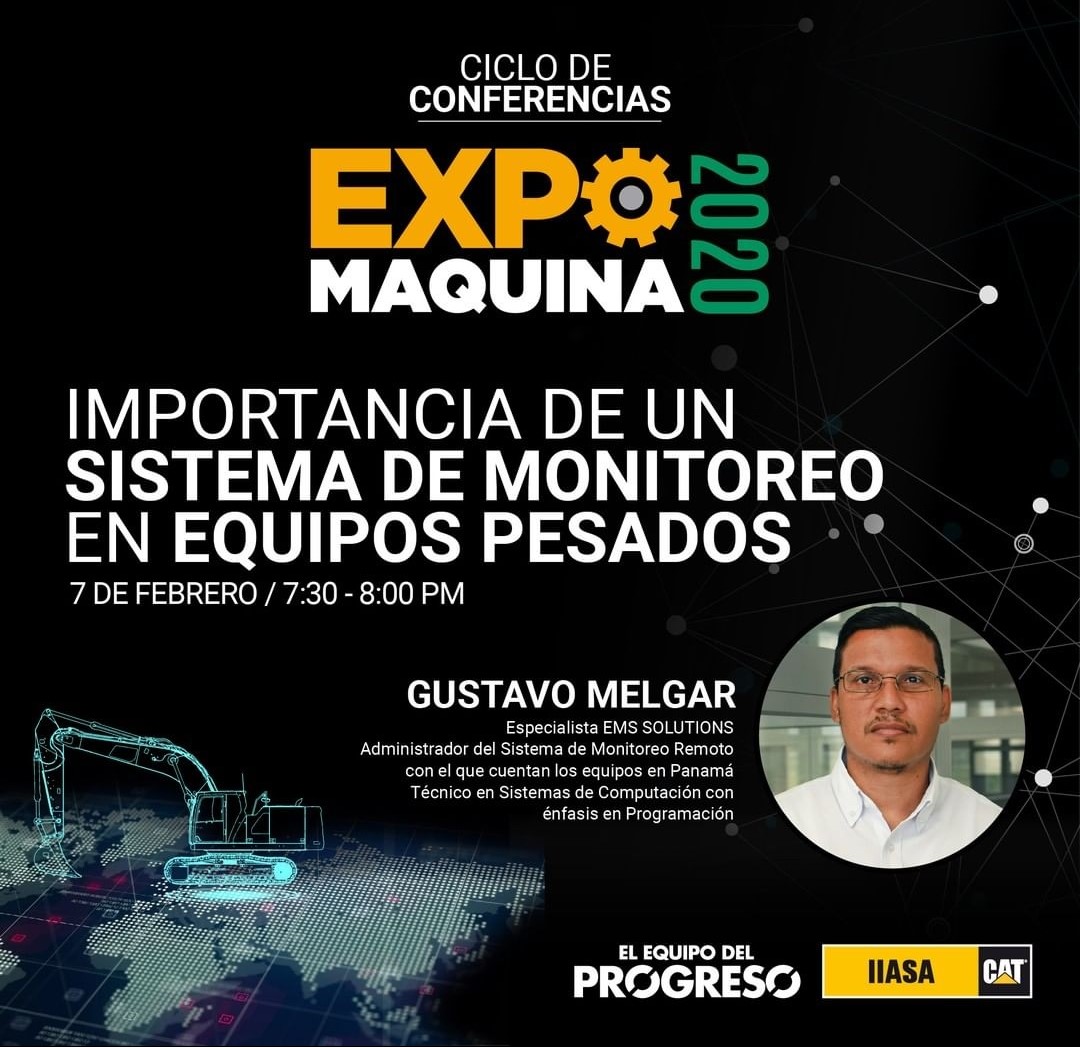 CICLO DE
CONFERENCIAS
EXPO
MAQUINA
2020
IMPORTANCIA DE UN
SISTEMA DE MONITOREO
EN EQUIPOS PESADOS
7 DE FEBRERO / 7:30 - 8:00 PM
GUSTAVO MELGAR
Especialista EMS SOLUTIONS
Administrador del Sistema de Monitoreo Remoto
con el que cuentan los equipos en Panamá
Técnico en Sistemas de Computación con
énfasis en Programación
EL EQUIPO DEL
PROGRESO
IIASA
CAT